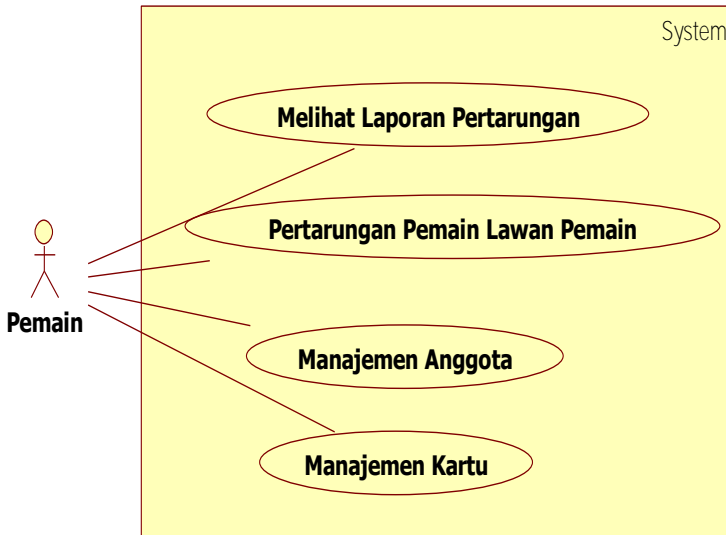 System
Melihat Laporan Pertarungan
Pertarungan Pemain Lawan Pemain
Pemain
Manajemen Anggota
Manajemen Kartu